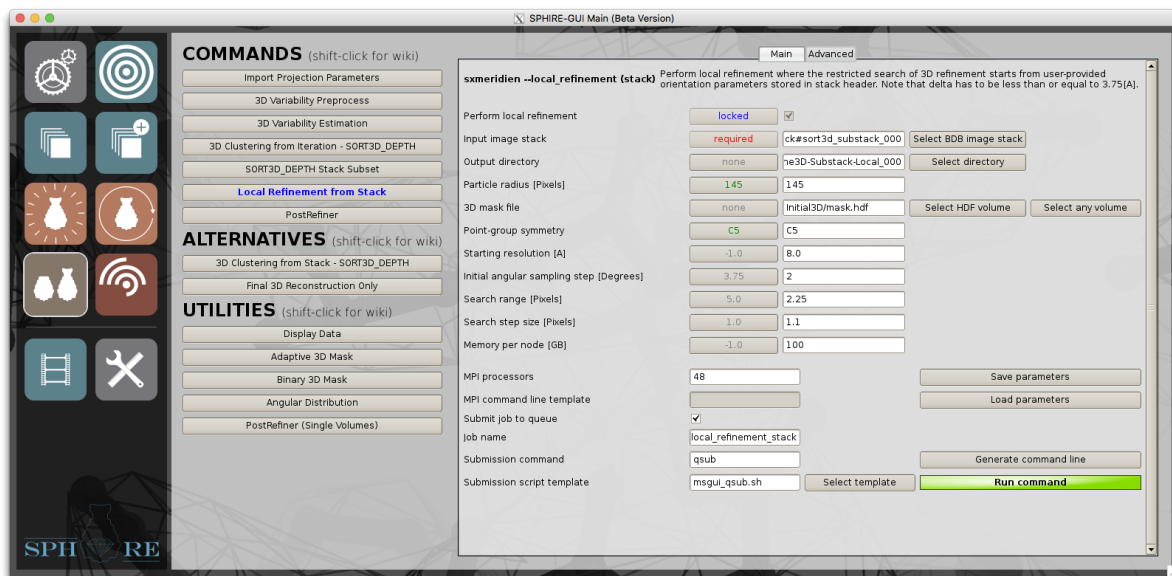 SPHIRE-GUI Main (Beta Version)
COMMANDS (shift-click for wiki)
Import Projection Parameters
3D Variability Preprocess
3D Variability Estimation
3D Clustering from Iteration - SORT3D_DEPTH
SORT3D_DEPTH Stack Subset
Local Refinement from Stack
PostRefiner
ALTERNATIVES (shift-click for wiki)
3D Clustering from Stack - SORT3D_DEPTH
Final 3D Reconstruction Only
UTILITIES (shift-click for wiki)
Display Data
Adaptive 3D Mask
Binary 3D Mask
Angular Distribution
PostRefiner (Single Volumes)
SPH RE
Main Advanced
sxmeridien --local_refinement (stack) Perform local refinement where the restricted search of 3D refinement starts from user-provided
orientation parameters stored in stack header. Note that delta has to be less than or equal to 3.75[A].
Perform local refinement locked
Input image stack required ck#sort3d_substack_000 Select BDB image stack
Output directory none ne3D-Substack-Local_000 Select directory
Particle radius [Pixels] 145 145
3D mask file none Initial3D/mask.hdf Select HDF volume Select any volume
Point-group symmetry C5 C5
Starting resolution [A] -1.0 8.0
Initial angular sampling step [Degrees] 3.75 2
Search range [Pixels] 5.0 2.25
Search step size [Pixels] 1.0 1.1
Memory per node [GB] -1.0 100
MPI processors 48 Save parameters
MPI command line template Load parameters
Submit job to queue
Job name local_refinement_stack
Submission command qsub Generate command line
Submission script template msgui_qsub.sh Select template Run command